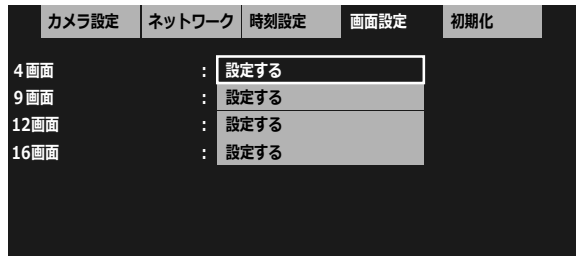 カメラ設定 ネットワーク 時刻設定 画面設定 初期化
4画面 : 設定する
9画面 : 設定する
12画面 : 設定する
16画面 : 設定する